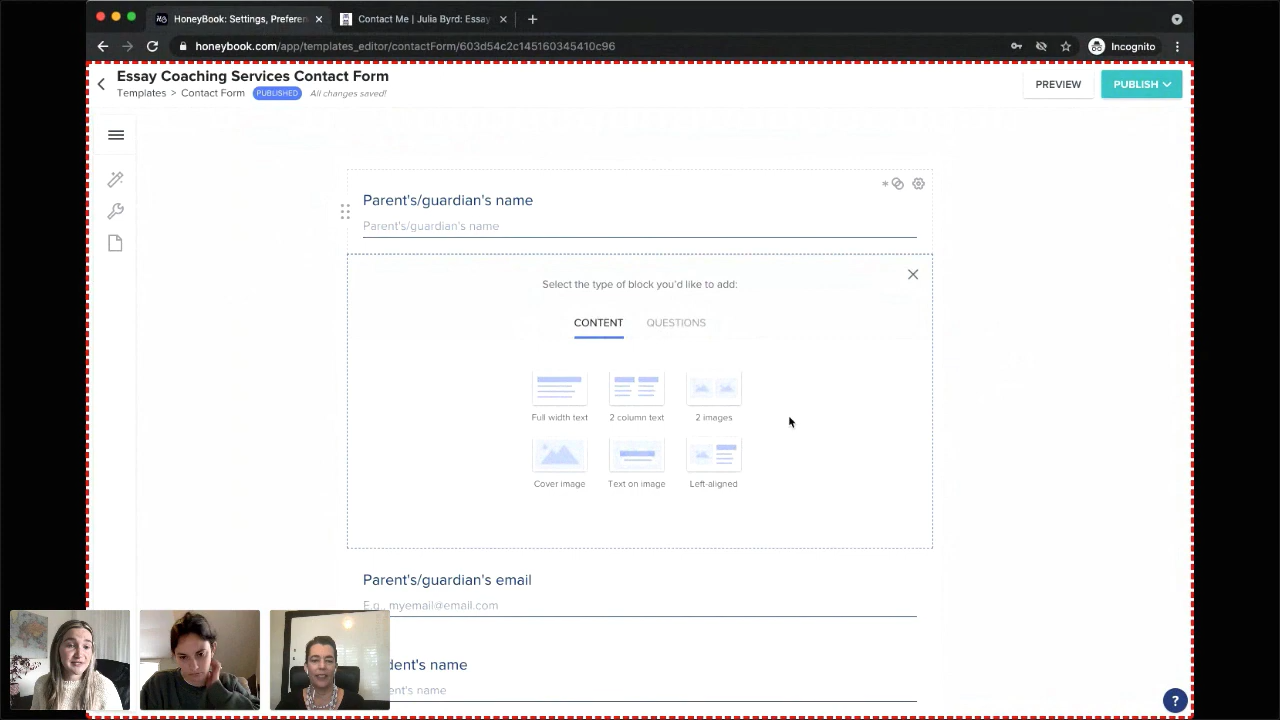 HoneyBook: Settings, Preferen
Contact Me | Julia Byrd: Essay
honeybook.com/app/templates_editor/contactForm/603d54c2c145160345410c96
Incognito
Essay Coaching Services Contact Form
Templates > Contact Form PUBLISHED All changes saved!
PREVIEW
PUBLISH
Parent's/guardian's name
*
Parent's/guardian's name
Select the type of block you'd like to add:
CONTENT QUESTIONS
Full width text 2 column text 2 images
Cover image Text on image Left-aligned
Parent's/guardian's email
E.g., myemail@email.com
dent's name
ent's name
?